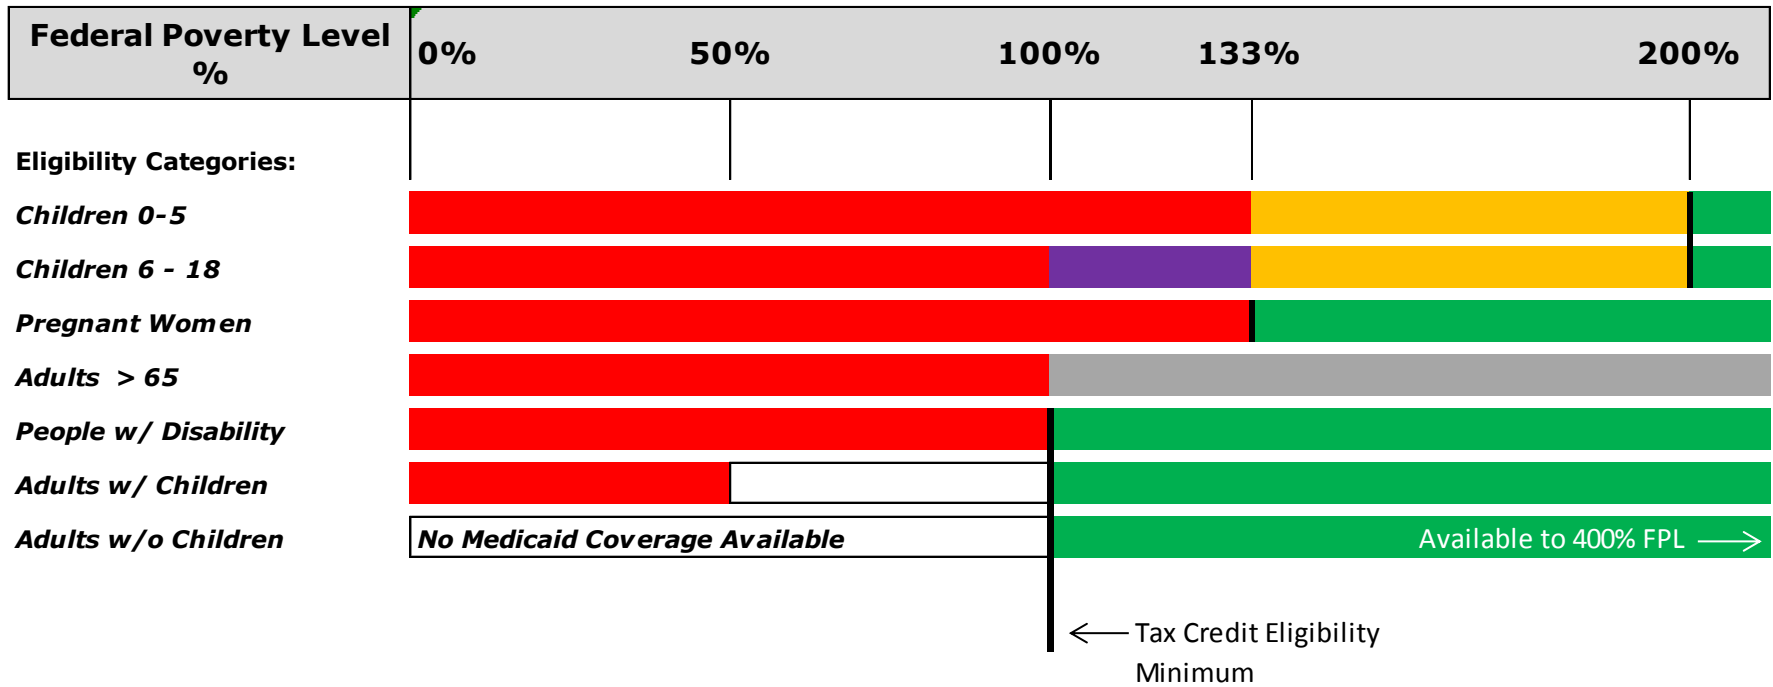 Federal Poverty Level
%
0%
50%
100%
133%
200%
Eligibility Categories:
Children 0-5
Children 6 - 18
Pregnant Women
Adults > 65
People w/ Disability
Adults w/ Children
Adults w/o Children
No Medicaid Coverage Available
Available to 400% FPL
Tax Credit Eligibility
Minimum